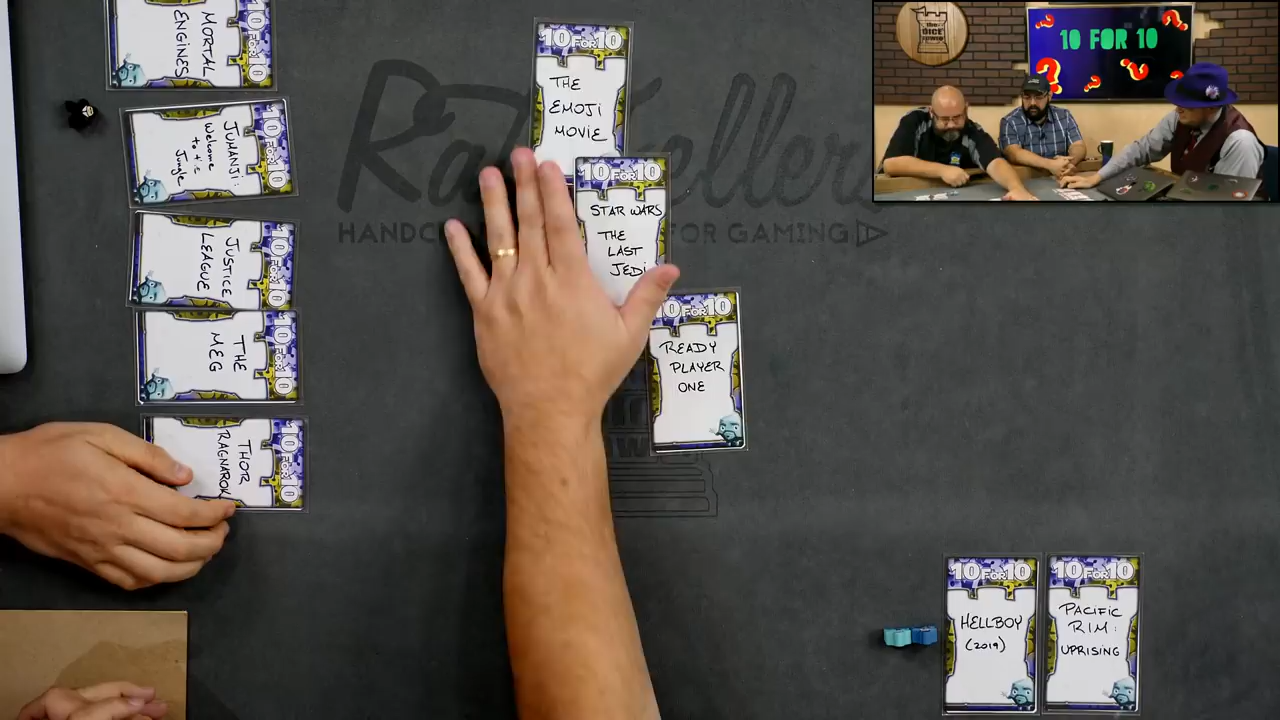 10 FOR 10
MORTAL
ENGINES
10 FOR 10
JUMANJI:
Welcome
to the
Jungle
10 FOR 10
JUSTICE
LEAGUE
10 FOR 10
THE
MEG
10 FOR 10
THOR
RAGNAROK
10 FOR 10
THE
EMOJI
MOVIE
10 FOR 10
STAR WARS
THE
LAST
JEDI
10 FOR 10
READY
PLAYER
ONE
HANDC
FOR GAMING
10 FOR 10
HELLBOY
(2019)
10 FOR 10
PACIFIC
RIM:
UPRISING
THE
DICE
TOWER
10 FOR 10